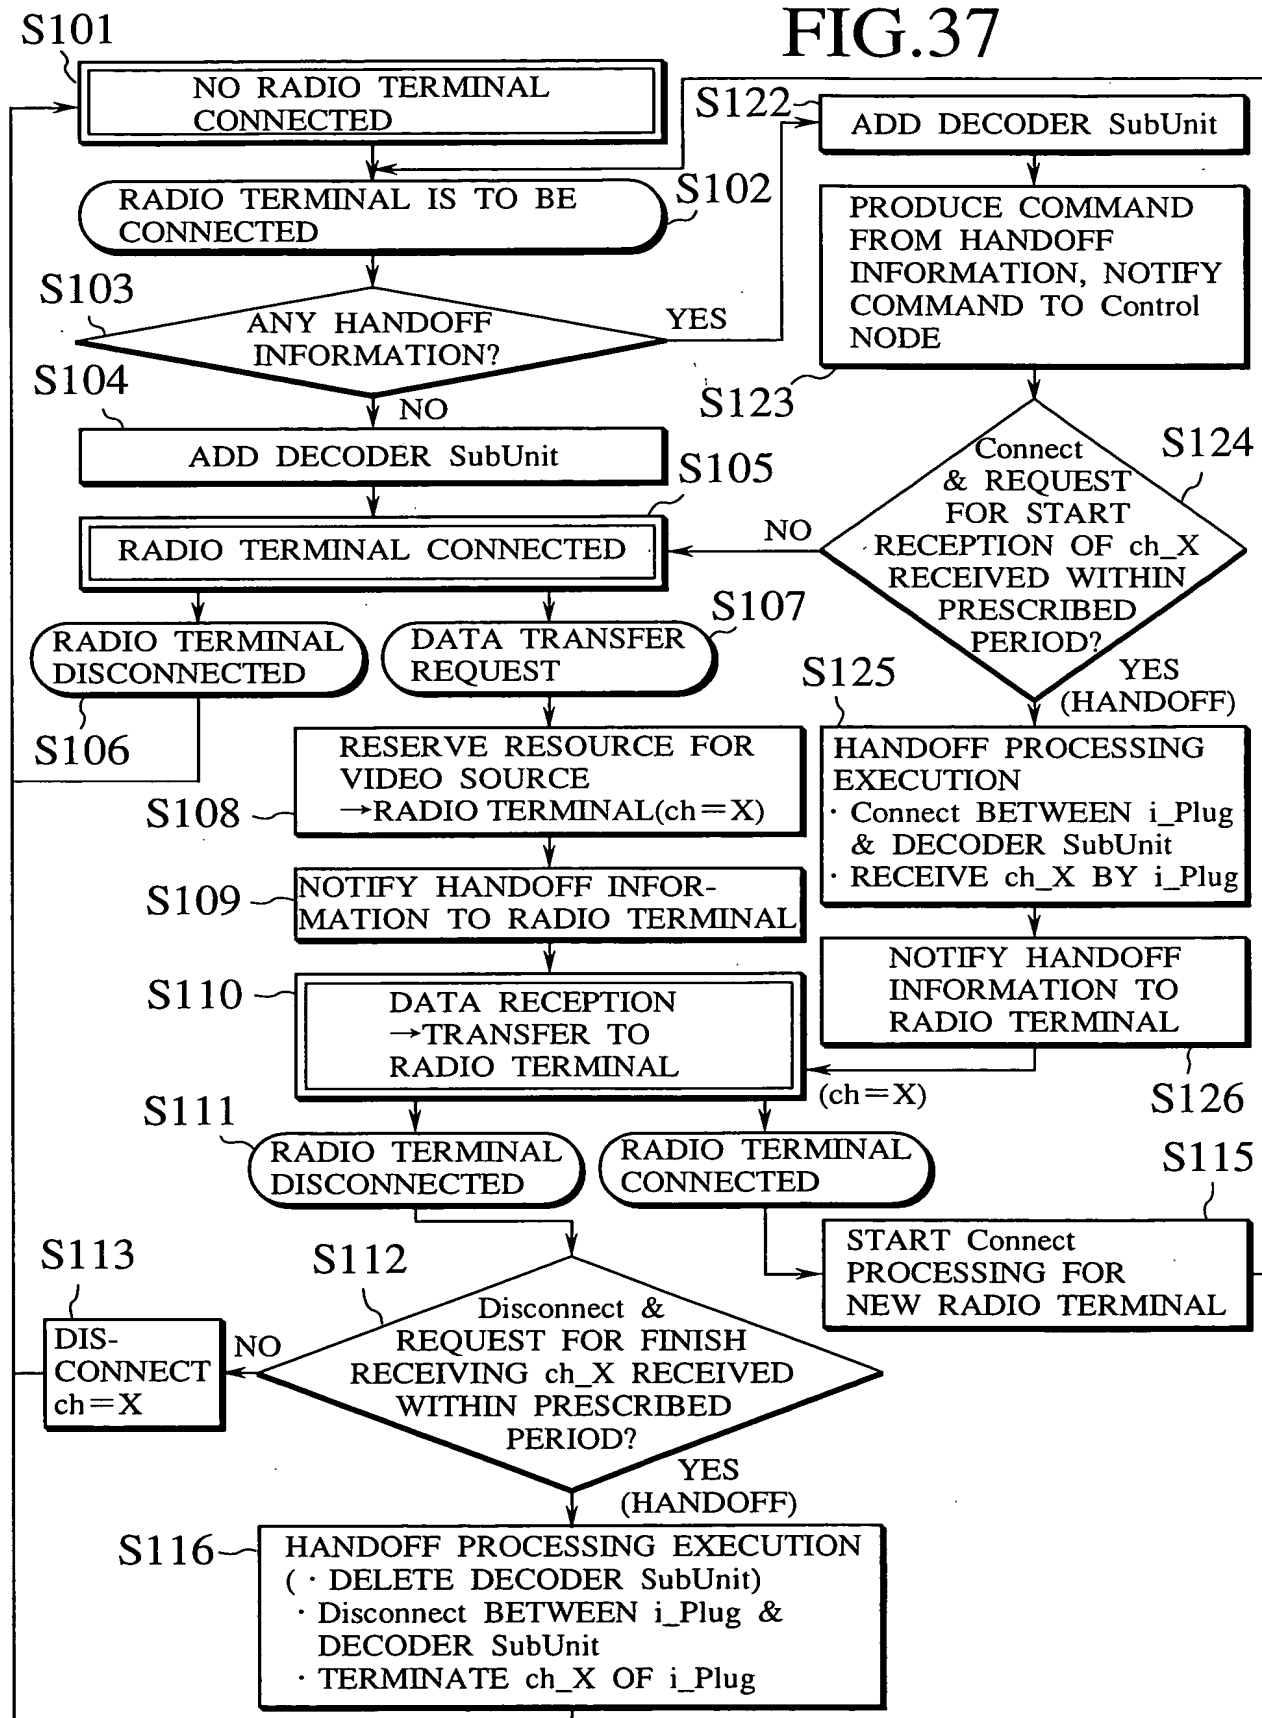 FIG.37
S101
NO RADIO TERMINAL
CONNECTED
RADIO TERMINAL IS TO BE
CONNECTED
S102
S103
ANY HANDOFF
INFORMATION?
YES
NO
S104
ADD DECODER SubUnit
S105
RADIO TERMINAL CONNECTED
RADIO TERMINAL
DISCONNECTED
S106
S107
DATA TRANSFER
REQUEST
RESERVE RESOURCE FOR
VIDEO SOURCE
→RADIO TERMINAL(ch=X)
S108
NOTIFY HANDOFF INFOR-
MATION TO RADIO TERMINAL
S109
S110
DATA RECEPTION
→TRANSFER TO
RADIO TERMINAL
S111
RADIO TERMINAL
DISCONNECTED
RADIO TERMINAL
CONNECTED
S112
Disconnect &
REQUEST FOR FINISH
RECEIVING ch_X RECEIVED
WITHIN PRESCRIBED
PERIOD?
NO
S113
DIS-
CONNECT
ch=X
YES
(HANDOFF)
S116
HANDOFF PROCESSING EXECUTION
( · DELETE DECODER SubUnit)
· Disconnect BETWEEN i_Plug &
DECODER SubUnit
· TERMINATE ch_X OF i_Plug
S122
ADD DECODER SubUnit
PRODUCE COMMAND
FROM HANDOFF
INFORMATION, NOTIFY
COMMAND TO Control
NODE
S123
S124
Connect
& REQUEST
FOR START
RECEPTION OF ch_X
RECEIVED WITHIN
PRESCRIBED
PERIOD?
NO
YES
(HANDOFF)
S125
HANDOFF PROCESSING
EXECUTION
· Connect BETWEEN i_Plug
& DECODER SubUnit
· RECEIVE ch_X BY i_Plug
NOTIFY HANDOFF
INFORMATION TO
RADIO TERMINAL
(ch=X)
S126
S115
START Connect
PROCESSING FOR
NEW RADIO TERMINAL